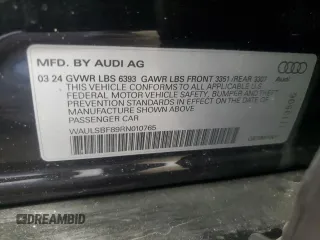 MFD. BY AUDI AG
03 24 GVWR LBS 6393 GAWR LBS FRONT 3351 /REAR 3307
THIS VEHICLE CONFORMS TO ALL APPLICABLE
FEDERAL MOTOR VEHICLE SAFETY, BUMPER, AND
THEFT PREVENTION STANDARDS IN EFFECT ON THE
DATE OF MANUFACTURE SHOWN ABOVE.
PASSENGER CAR
WAULSBFB9RN010765
Audi
DREAMBID